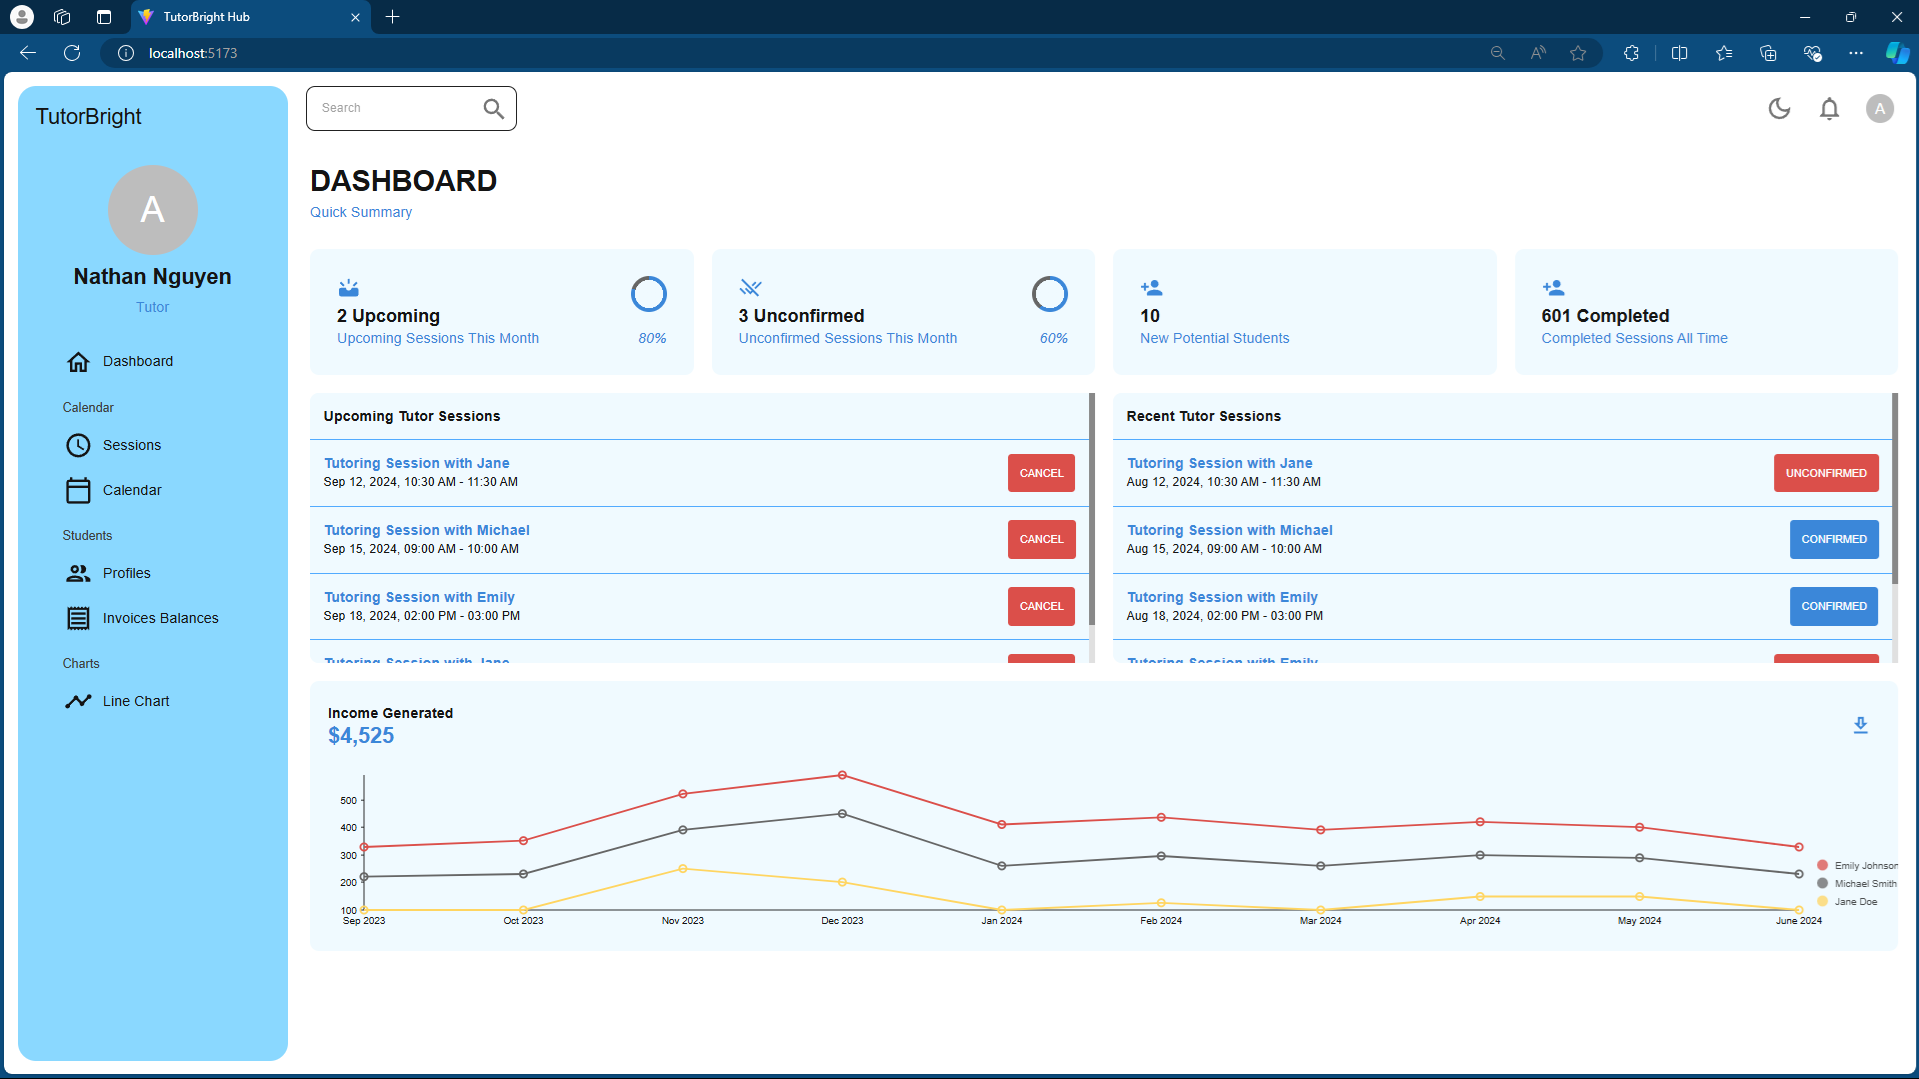 TutorBright Hub
localhost:5173
TutorBright
A
Nathan Nguyen
Tutor
Dashboard
Calendar
Sessions
Calendar
Students
Profiles
Invoices Balances
Charts
Line Chart
Search
A
DASHBOARD
Quick Summary
2 Upcoming
Upcoming Sessions This Month
80%
3 Unconfirmed
Unconfirmed Sessions This Month
60%
10
New Potential Students
601 Completed
Completed Sessions All Time
Upcoming Tutor Sessions
Tutoring Session with Jane
Sep 12, 2024, 10:30 AM - 11:30 AM
CANCEL
Tutoring Session with Michael
Sep 15, 2024, 09:00 AM - 10:00 AM
CANCEL
Tutoring Session with Emily
Sep 18, 2024, 02:00 PM - 03:00 PM
CANCEL
Tutoring Session with Jane
Recent Tutor Sessions
Tutoring Session with Jane
Aug 12, 2024, 10:30 AM - 11:30 AM
UNCONFIRMED
Tutoring Session with Michael
Aug 15, 2024, 09:00 AM - 10:00 AM
CONFIRMED
Tutoring Session with Emily
Aug 18, 2024, 02:00 PM - 03:00 PM
CONFIRMED
Tutoring Session with Emily
Income Generated
$4,525
500
400
300
200
100
Sep 2023
Oct 2023
Nov 2023
Dec 2023
Jan 2024
Feb 2024
Mar 2024
Apr 2024
May 2024
June 2024
Emily Johnson
Michael Smith
Jane Doe